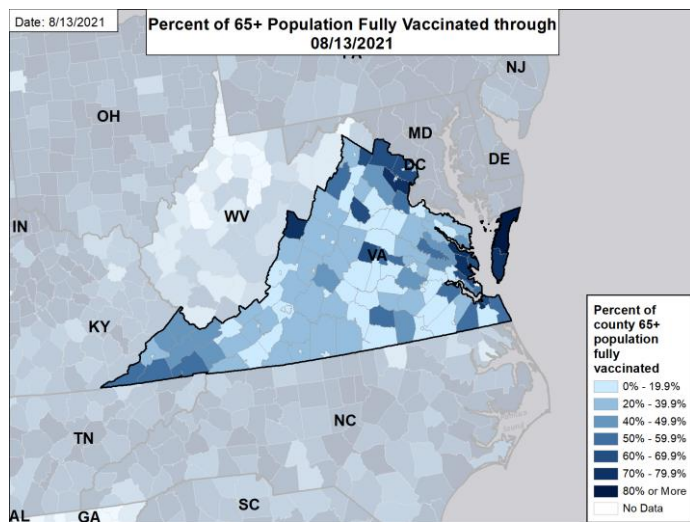 Date: 8/13/2021
Percent of 65+ Population Fully Vaccinated through
08/13/2021
PA
NJ
OH
MD
DC
DE
WV
IN
VA
KY
NC
TN
SC
AL
GA
Percent of
county 65+
population
fully
vaccinated
0% - 19.9%
20% - 39.9%
40% - 49.9%
50% - 59.9%
60% - 69.9%
70% - 79.9%
80% or More
No Data